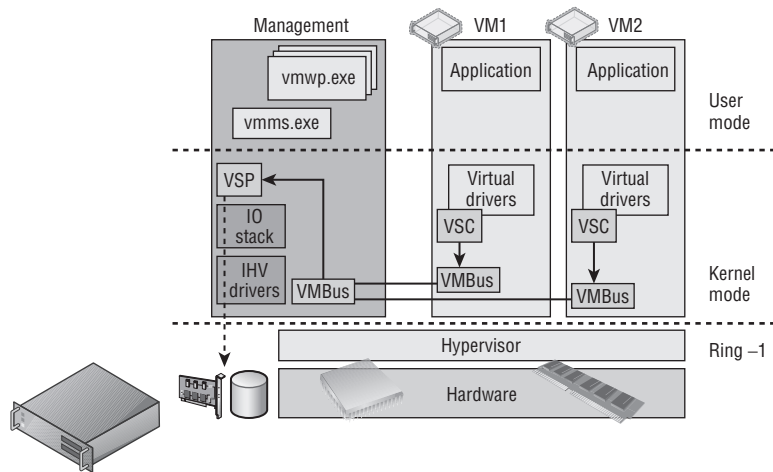 Management
VM1
VM2
vmwp.exe
vmms.exe
Application
Application
User
mode
VSP
IO
stack
IHV
drivers
VMBus
Virtual
drivers
VSC
VMBus
Virtual
drivers
VSC
VMBus
Kernel
mode
Hypervisor
Ring –1
Hardware